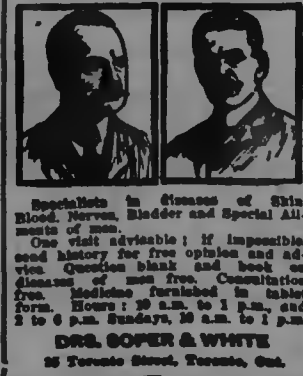 Specialists in diseases of Skin
Blood, Nerves, Bladder and Special Ail-
ments of men.
One visit advisable; if impossible
send history for free opinion and ad-
vice. Question blank and book on
diseases of men free. Consultation
free. Medicine furnished in tablet
form. Hours: 10 a.m. to 1 p.m., and
2 to 6 p.m. Sundays, 10 a.m. to 1 p.m.
DRS. SOPER & WHITE
25 Toronto Street, Toronto, Ont.